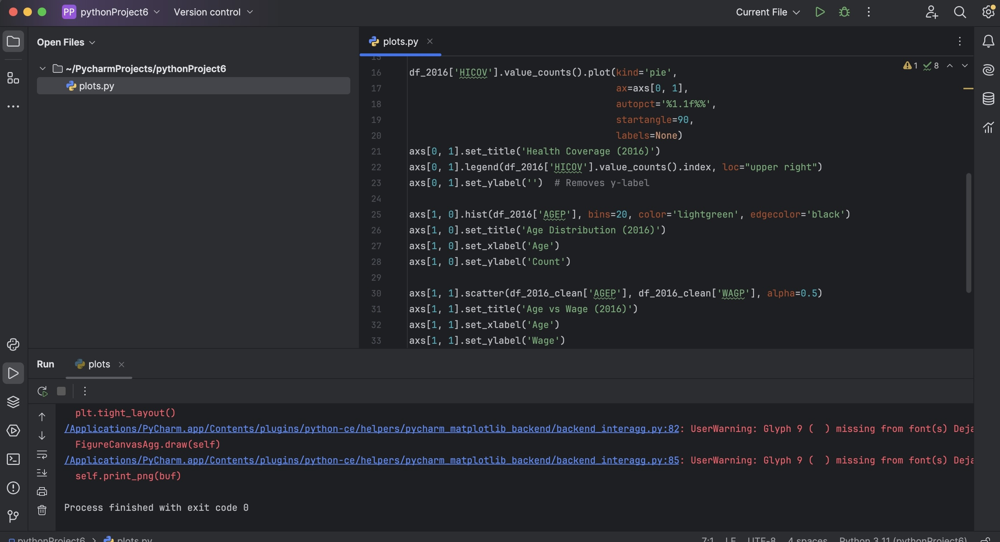 PP pythonProject6 Version control Current File
Open Files
~/PycharmProjects/pythonProject6
plots.py
plots.py
1 8
15
16 df_2016['HICOV'].value_counts().plot(kind='pie',
17 ax=axs[0, 1],
18 autopct='%1.1f%%',
19 startangle=90,
20 labels=None)
21 axs[0, 1].set_title('Health Coverage (2016)')
22 axs[0, 1].legend(df_2016['HICOV'].value_counts().index, loc="upper right")
23 axs[0, 1].set_ylabel('')  # Removes y-label
24
25 axs[1, 0].hist(df_2016['AGEP'], bins=20, color='lightgreen', edgecolor='black')
26 axs[1, 0].set_title('Age Distribution (2016)')
27 axs[1, 0].set_xlabel('Age')
28 axs[1, 0].set_ylabel('Count')
29
30 axs[1, 1].scatter(df_2016_clean['AGEP'], df_2016_clean['WAGP'], alpha=0.5)
31 axs[1, 1].set_title('Age vs Wage (2016)')
32 axs[1, 1].set_xlabel('Age')
33 axs[1, 1].set_ylabel('Wage')
Run plots
plt.tight_layout()
/Applications/PyCharm.app/Contents/plugins/python-ce/helpers/pycharm_matplotlib_backend/backend_interagg.py:82: UserWarning: Glyph 9 (	) missing from font(s) Deja
FigureCanvasAgg.draw(self)
/Applications/PyCharm.app/Contents/plugins/python-ce/helpers/pycharm_matplotlib_backend/backend_interagg.py:85: UserWarning: Glyph 9 (	) missing from font(s) Deja
self.print_png(buf)
Process finished with exit code 0
pythonProject6 > plots.py 7:1 LF UTF-8 4 spaces Python 3.11 (pythonProject6)